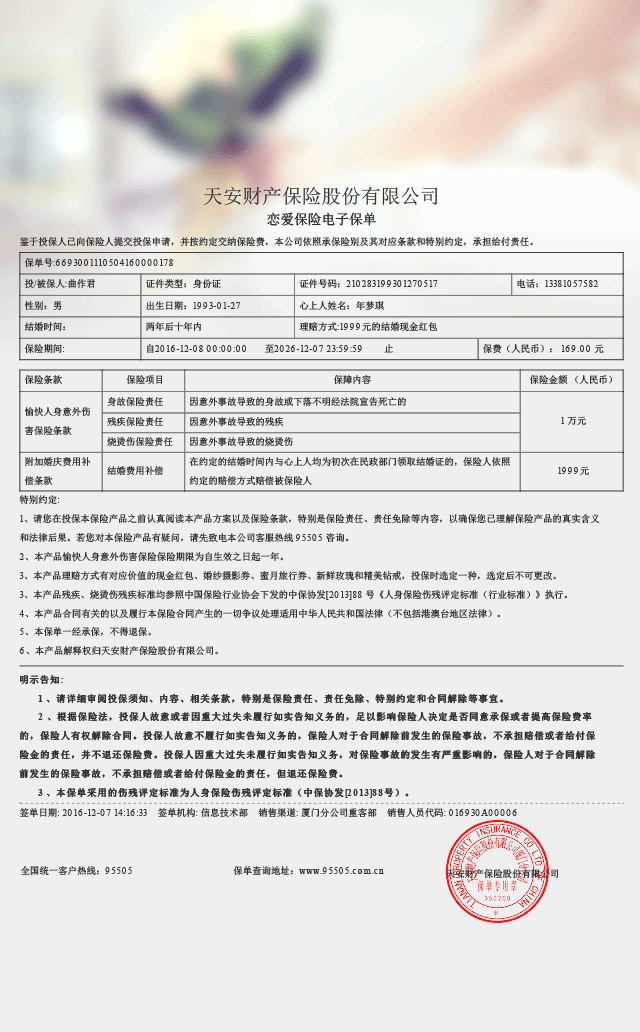 天安财产保险股份有限公司
恋爱保险电子保单
鉴于投保人已向保险人提交投保申请，并按约定交纳保险费，本公司依照承保险别及其对应条款和特别约定，承担给付责任。
保单号:6693001110504160000178
投/被保人:曲作君 证件类型：身份证 证件号码：210283199301270517 电话：13381057582
性别：男 出生日期：1993-01-27 心上人姓名：年梦琪
结婚时间： 两年后十年内 理赔方式:1999元的结婚现金红包
保险期间： 自2016-12-08 00:00:00 至2026-12-07 23:59:59 止 保费（人民币）：169.00 元
保险条款 保险项目 保障内容 保险金额 （人民币）
愉快人身意外伤害保险条款 身故保险责任 因意外事故导致的身故或下落不明经法院宣告死亡的 1万元
残疾保险责任 因意外事故导致的残疾
烧烫伤保险责任 因意外事故导致的烧烫伤
附加婚庆费用补偿条款 结婚费用补偿 在约定的结婚时间内与心上人均为初次在民政部门领取结婚证的，保险人依照 1999元
约定的赔偿方式赔偿被保险人
特别约定:
1、请您在投保本保险产品之前认真阅读本产品方案以及保险条款，特别是保险责任、责任免除等内容，以确保您已理解保险产品的真实含义
和法律后果。若您对本保险产品有疑问，请先致电本公司客服热线 95505 咨询。
2、本产品愉快人身意外伤害保险保险期限为自生效之日起一年。
3、本产品理赔方式有对应价值的现金红包、婚纱摄影券、蜜月旅行券、新鲜玫瑰和精美钻戒，投保时选定一种，选定后不可更改。
3、本产品残疾、烧烫伤残疾标准均参照中国保险行业协会下发的中保协发[2013]88 号《人身保险伤残评定标准（行业标准）》执行。
4、本产品合同有关的以及履行本保险合同产生的一切争议处理适用中华人民共和国法律（不包括港澳台地区法律）。
5、本保单一经承保，不得退保。
6、本产品解释权归天安财产保险股份有限公司。
明示告知:
1 、请详细审阅投保须知、内容、相关条款，特别是保险责任、责任免除、特别约定和合同解除等事宜。
2 、根据保险法，投保人故意或者因重大过失未履行如实告知义务的，足以影响保险人决定是否同意承保或者提高保险费率
的，保险人有权解除合同。投保人故意不履行如实告知义务的，保险人对于合同解除前发生的保险事故，不承担赔偿或者给付保
险金的责任，并不退还保险费。投保人因重大过失未履行如实告知义务，对保险事故的发生有严重影响的，保险人对于合同解除
前发生的保险事故，不承担赔偿或者给付保险金的责任，但退还保险费。
3 、本保单采用的伤残评定标准为人身保险伤残评定标准（中保协发[2013]88号）。
签单日期: 2016-12-07 14:16:33 签单机构: 信息技术部 销售渠道: 厦门分公司重客部 销售人员代码: 016930A00006
全国统一客户热线：95505 保单查询地址：www.95505.com.cn 天安财产保险股份有限公司
TIANAN PROPERTY INSURANCE CO LTD OF CHINA
保单专用章
350200